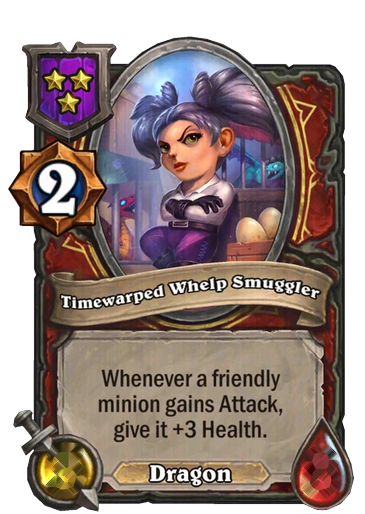 2
Timewarped Whelp Smuggler
Whenever a friendly
minion gains Attack,
give it +3 Health.
Dragon